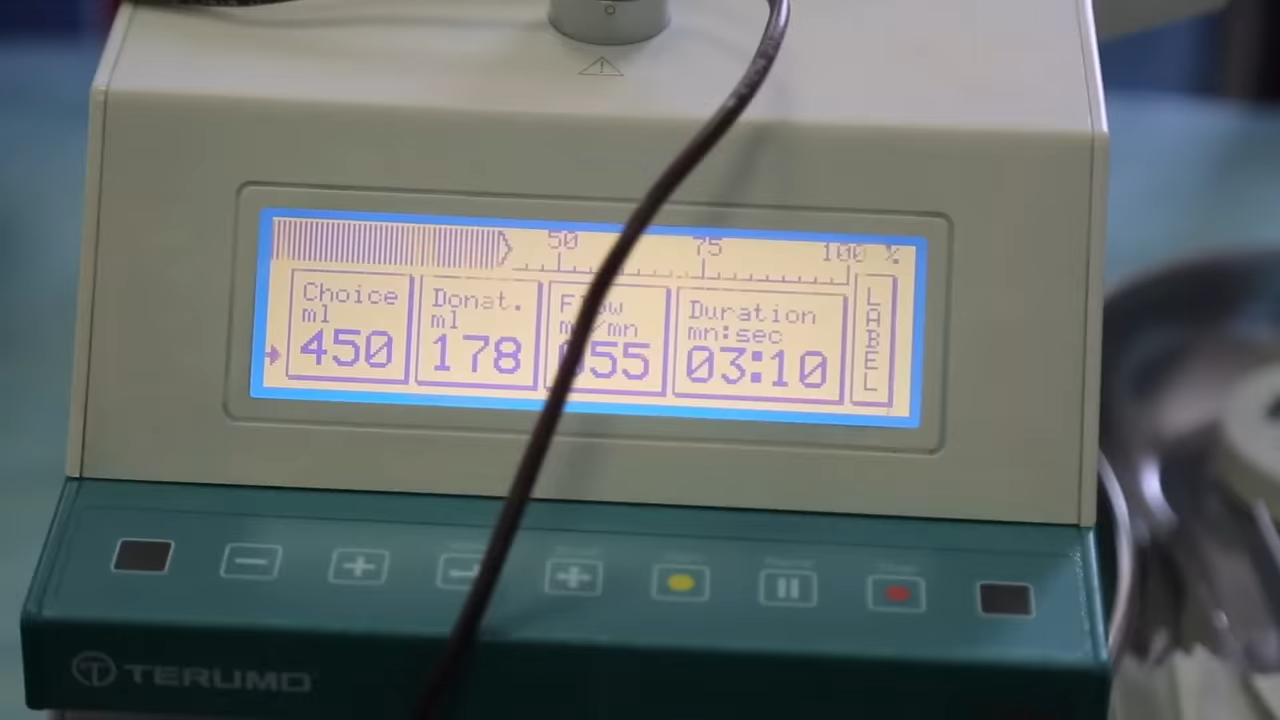 50 75 100 %
Choice
ml
450
Donat.
ml
178
Flow
ml/mn
055
Duration
mn:sec
03:10
LABEL
TERUMO